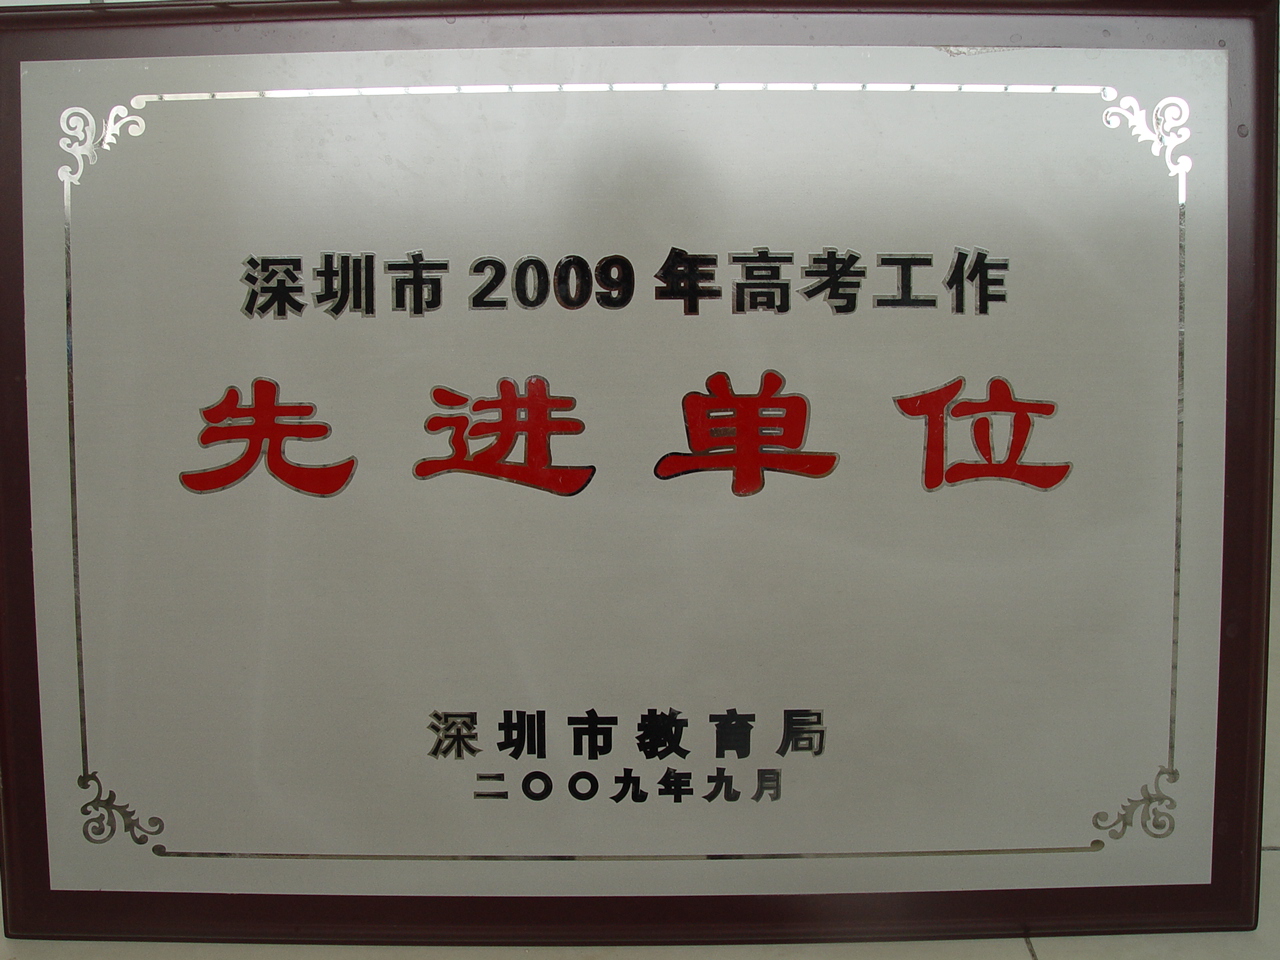 深圳市2009年高考工作
先进单位
深圳市教育局
二〇〇九年九月